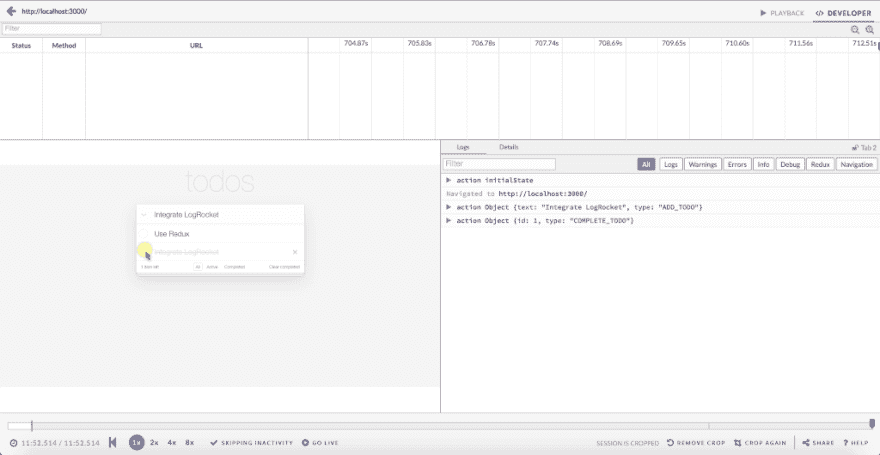 http://localhost:3000/
PLAYBACK
</> DEVELOPER
Filter
Status Method URL 704.87s 705.83s 706.78s 707.74s 708.69s 709.65s 710.60s 711.56s 712.51s
Logs Details Tab 2
Filter All Logs Warnings Errors Info Debug Redux Navigation
action initialState
Navigated to http://localhost:3000/
action Object {text: "Integrate LogRocket", type: "ADD_TODO"}
action Object {id: 1, type: "COMPLETE_TODO"}
todos
Integrate LogRocket
Use Redux
Integrate LogRocket
All Active Completed Clear completed
11:52.514 / 11:52.514 1x 2x 4x 8x SKIPPING INACTIVITY GO LIVE SESSION IS CROPPED REMOVE CROP CROP AGAIN SHARE ? HELP